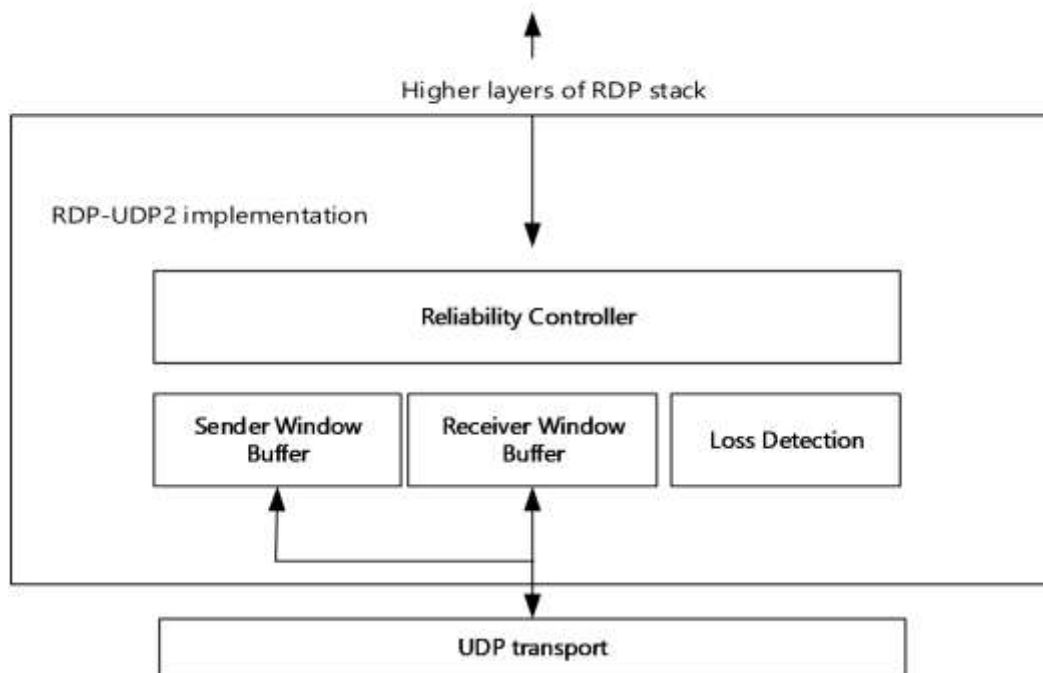 Higher layers of RDP stack
RDP-UDP2 implementation
Reliability Controller
Sender Window
Buffer
Receiver Window
Buffer
Loss Detection
UDP transport